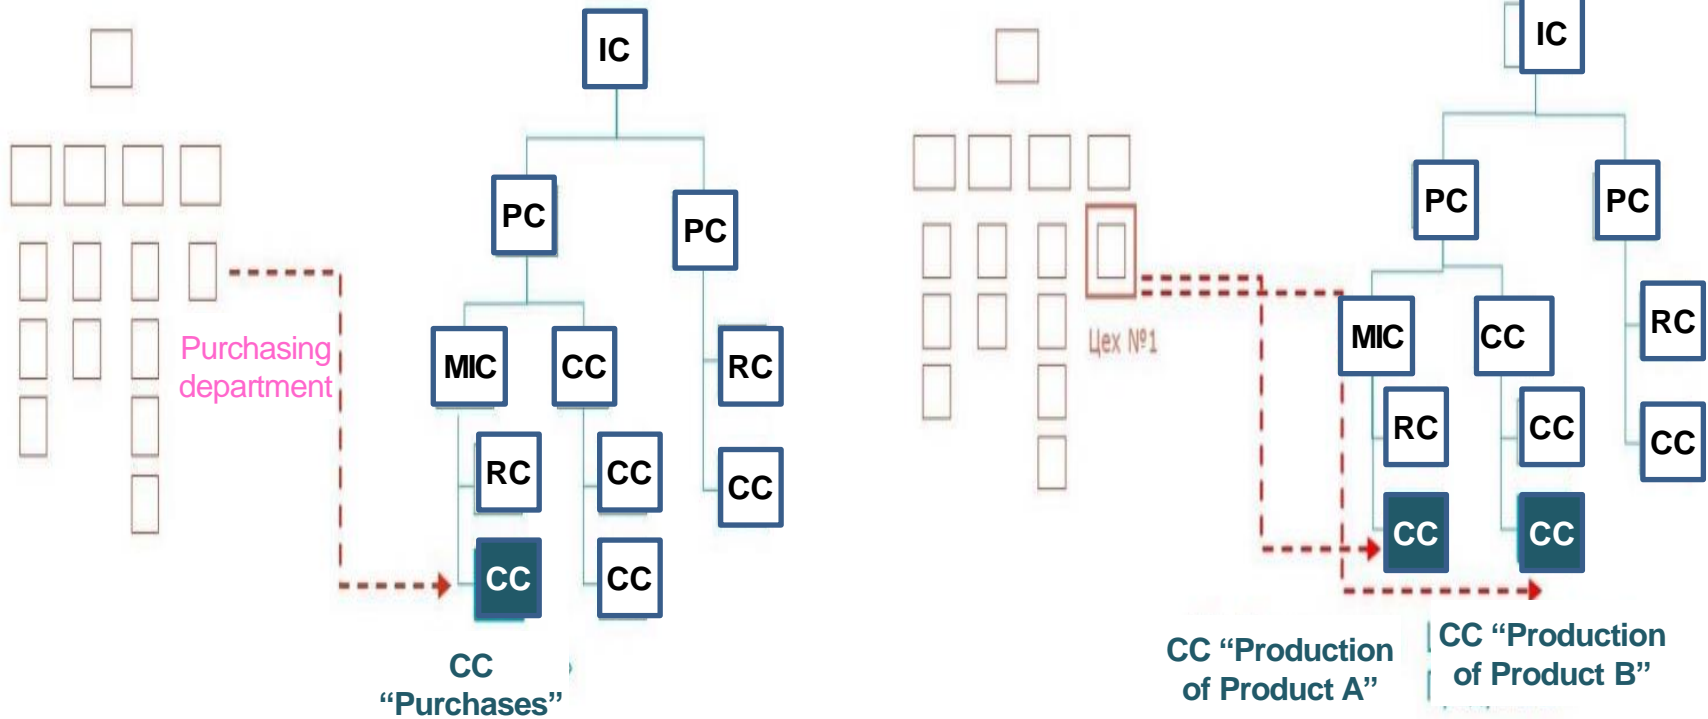 IC
PC
PC
MIC
CC
RC
RC
CC
CC
CC
CC
Purchasing
department
CC
“Purchases”
IC
PC
PC
MIC
CC
RC
RC
CC
CC
CC
CC
Цех №1
CC “Production
of Product A”
CC “Production
of Product B”